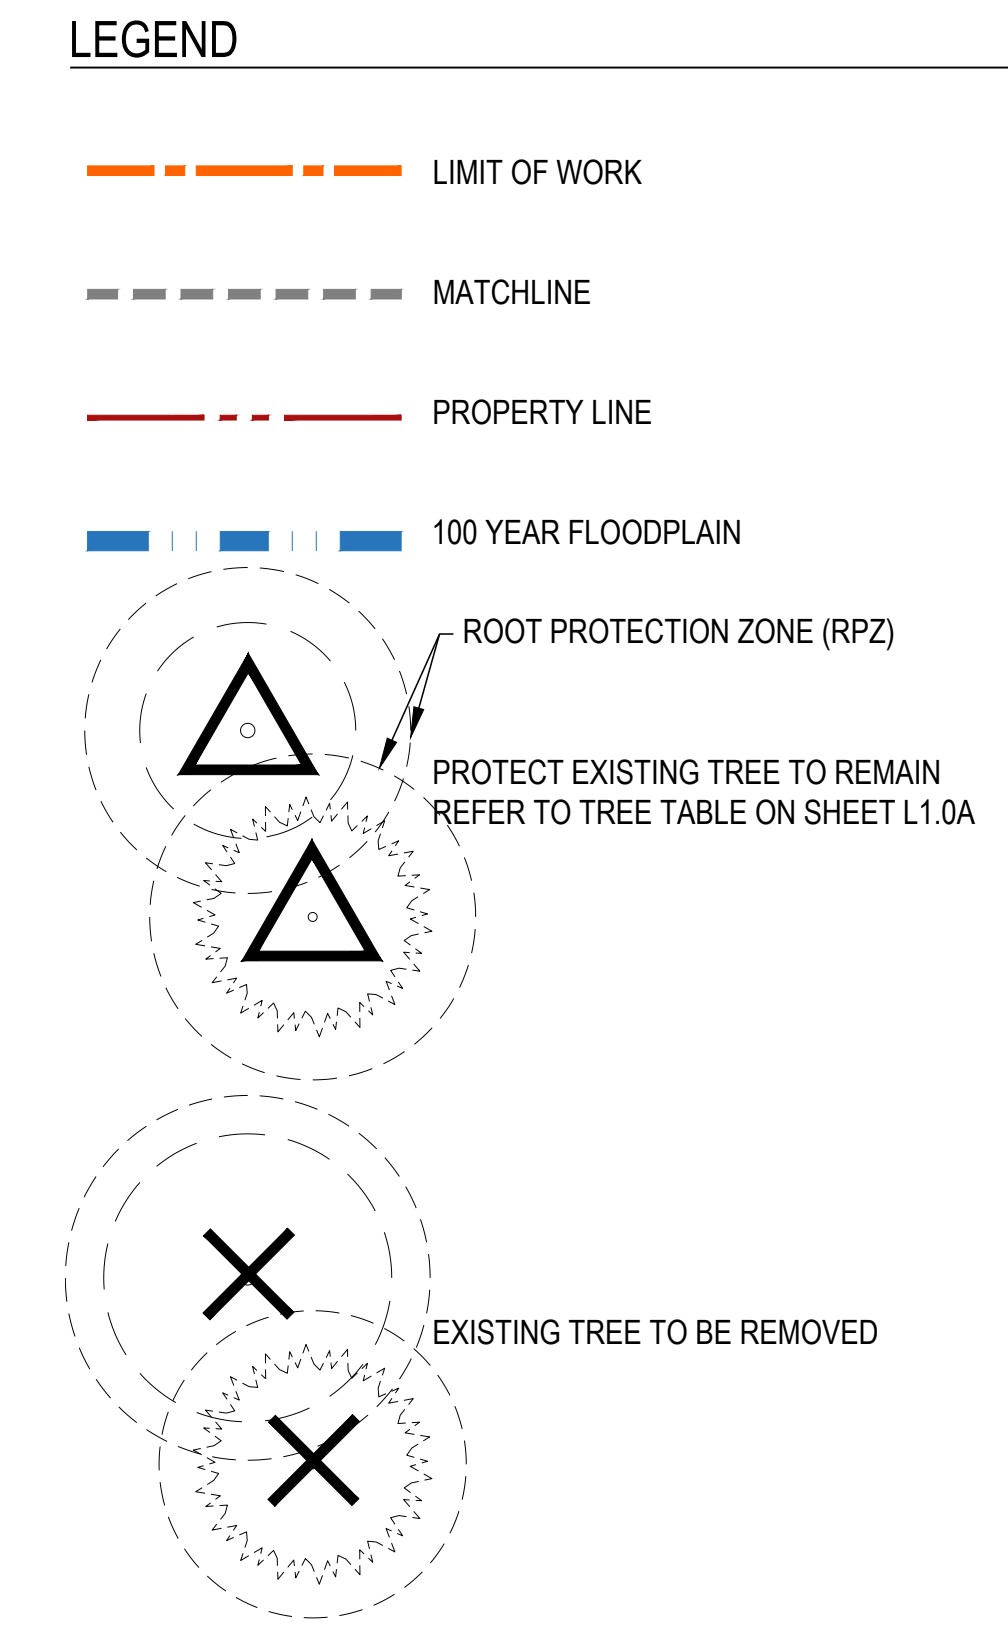 LEGEND
LIMIT OF WORK
MATCHLINE
PROPERTY LINE
100 YEAR FLOODPLAIN
ROOT PROTECTION ZONE (RPZ)
PROTECT EXISTING TREE TO REMAIN
REFER TO TREE TABLE ON SHEET L1.0A
EXISTING TREE TO BE REMOVED